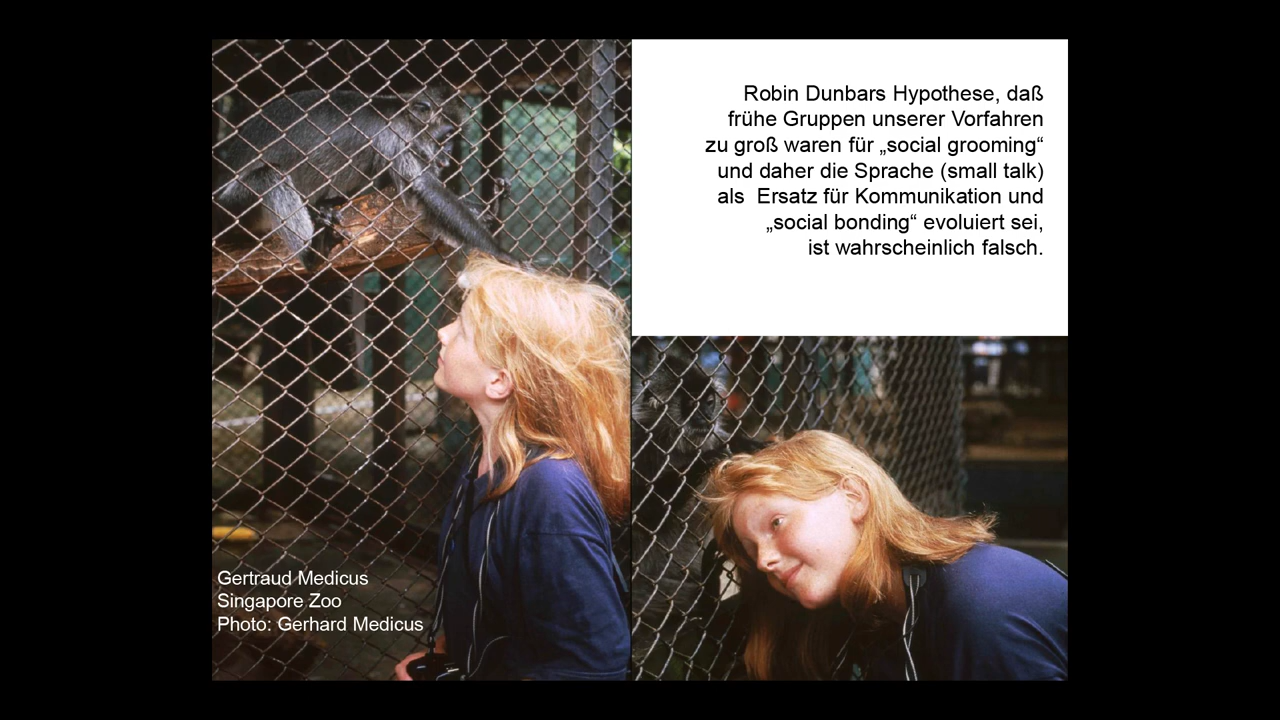 Robin Dunbars Hypothese, daß
frühe Gruppen unserer Vorfahren
zu groß waren für „social grooming“
und daher die Sprache (small talk)
als  Ersatz für Kommunikation und
„social bonding“ evoluiert sei,
ist wahrscheinlich falsch.
Gertraud Medicus
Singapore Zoo
Photo: Gerhard Medicus